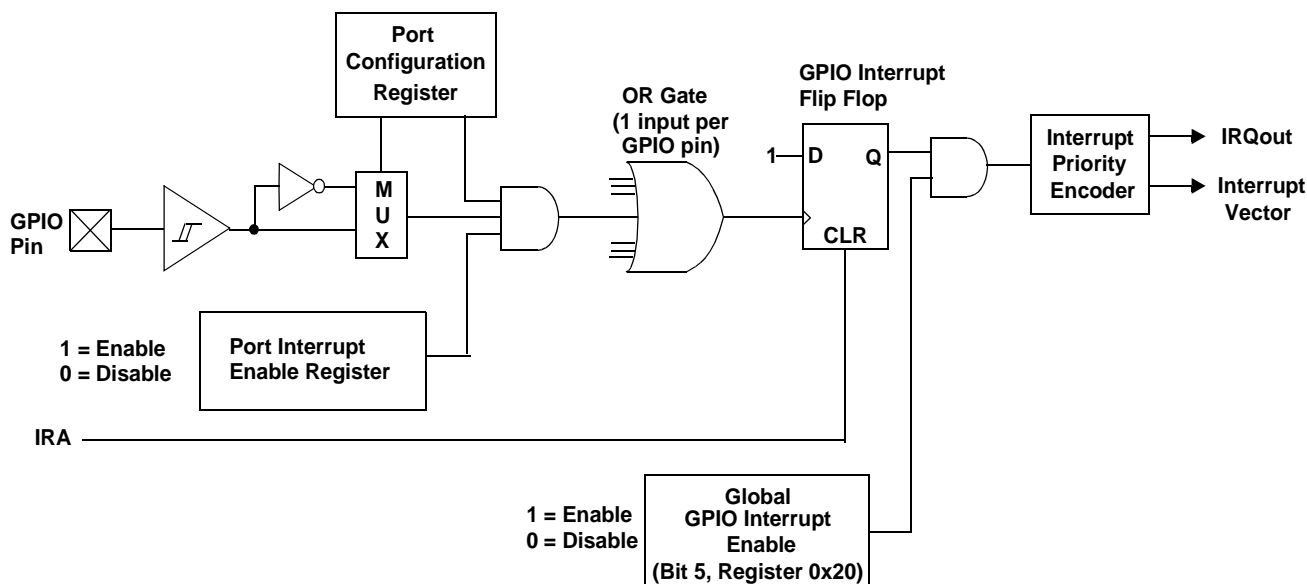 Port
Configuration
Register
GPIO Interrupt
Flip Flop
OR Gate
(1 input per
GPIO pin)
GPIO
Pin
M
U
X
1
D
Q
CLR
Interrupt
Priority
Encoder
IRQout
Interrupt
Vector
1 = Enable
0 = Disable
Port Interrupt
Enable Register
IRA
1 = Enable
0 = Disable
Global
GPIO Interrupt
Enable
(Bit 5, Register 0x20)